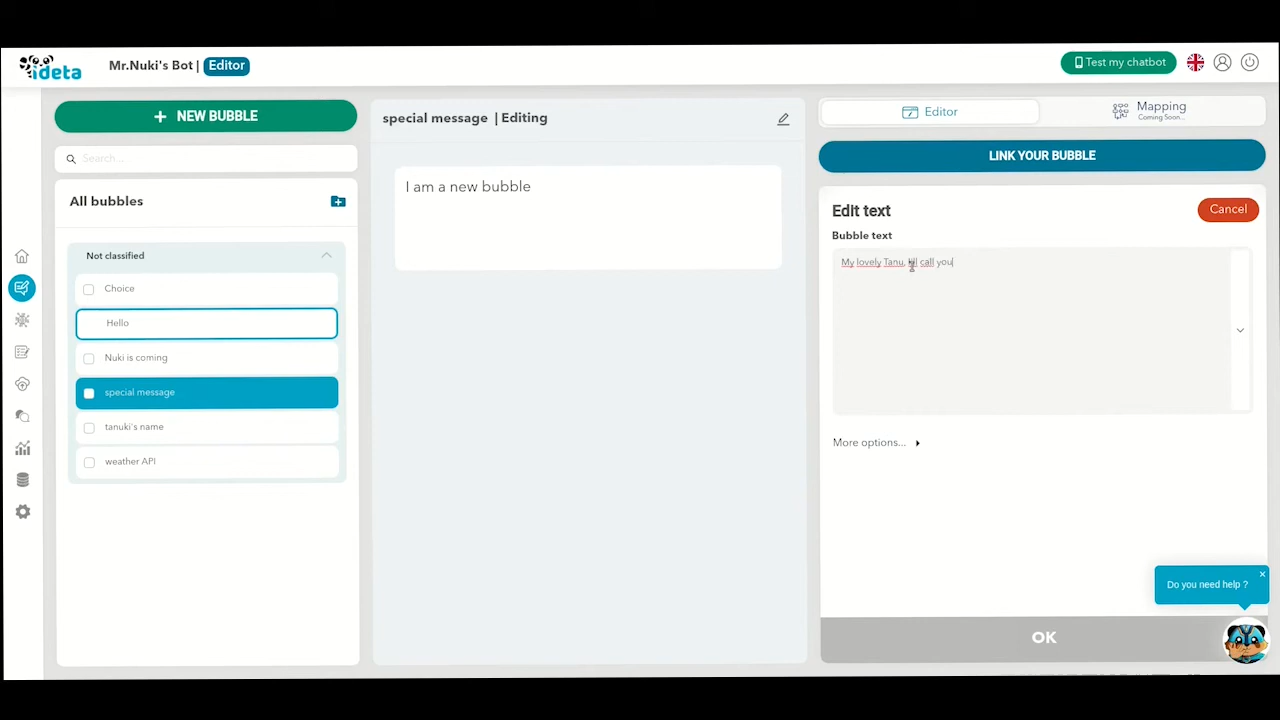 ideta
Mr.Nuki's Bot | Editor
Test my chatbot
+ NEW BUBBLE
Search...
All bubbles
Not classified
Choice
Hello
Nuki is coming
special message
tanuki's name
weather API
special message | Editing
I am a new bubble
Editor
Mapping
Coming Soon...
LINK YOUR BUBBLE
Edit text
Cancel
Bubble text
My lovely Tanu, call you
More options...
Do you need help ?
OK